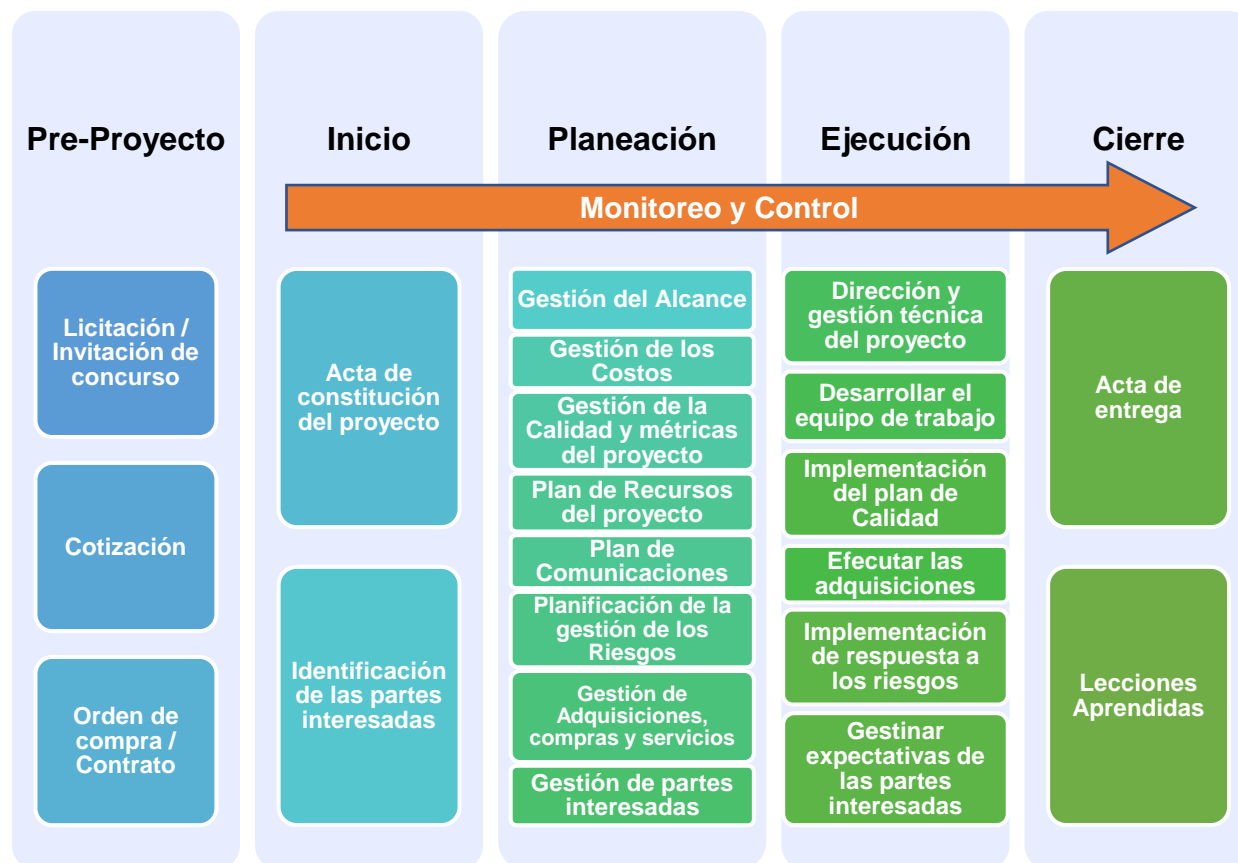 Pre-Proyecto
Inicio
Planeación
Ejecución
Cierre
Monitoreo y Control
Licitación /
Invitación de
concurso
Cotización
Orden de
compra /
Contrato
Acta de
constitución
del proyecto
Identificación
de las partes
interesadas
Gestión del Alcance
Gestión de los
Costos
Gestión de la
Calidad y métricas
del proyecto
Plan de Recursos
del proyecto
Plan de
Comunicaciones
Planificación de la
gestión de los
Riesgos
Gestión de
Adquisiciones,
compras y servicios
Gestión de partes
interesadas
Dirección y
gestión técnica
del proyecto
Desarrollar el
equipo de trabajo
Implementación
del plan de
Calidad
Efecutar las
adquisiciones
Implementación
de respuesta a
los riesgos
Gestinar
expectativas de
las partes
interesadas
Acta de
entrega
Lecciones
Aprendidas